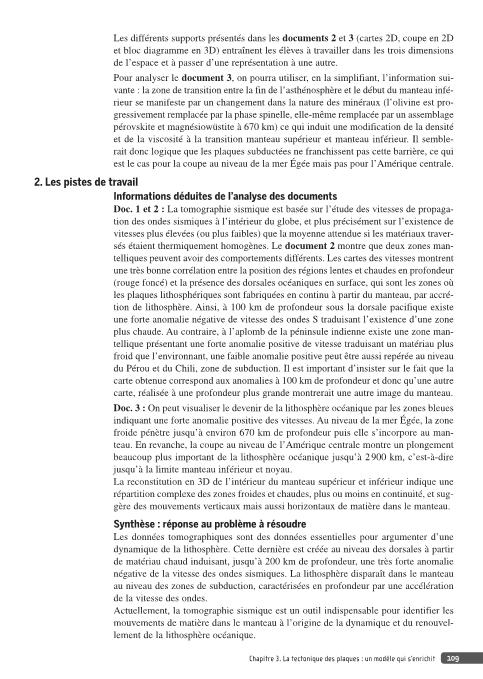 Les différents supports présentés dans les documents 2 et 3 (cartes 2D, coupe en 2D
et bloc diagramme en 3D) entraînent les élèves à travailler dans les trois dimensions
de l'espace et à passer d'une représentation à une autre.
Pour analyser le document 3, on pourra utiliser, en la simplifiant, l'information sui-
vante : la zone de transition entre la fin de l'asthénosphère et le début du manteau infé-
rieur se manifeste par un changement dans la nature des minéraux (l'olivine est pro-
gressivement remplacée par la phase spinelle, elle-même remplacée par un assemblage
pérovskite et magnésiowüstite à 670 km) ce qui induit une modification de la densité
et de la viscosité à la transition manteau supérieur et manteau inférieur. Il semble-
rait donc logique que les plaques subductées ne franchissent pas cette barrière, ce qui
est le cas pour la coupe au niveau de la mer Égée mais pas pour l'Amérique centrale.
2. Les pistes de travail
Informations déduites de l'analyse des documents
Doc. 1 et 2 : La tomographie sismique est basée sur l'étude des vitesses de propaga-
tion des ondes sismiques à l'intérieur du globe, et plus précisément sur l'existence de
vitesses plus élevées (ou plus faibles) que la moyenne attendue si les matériaux traver-
sés étaient thermiquement homogènes. Le document 2 montre que deux zones man-
telliques peuvent avoir des comportements différents. Les cartes des vitesses montrent
une très bonne corrélation entre la position des régions lentes et chaudes en profondeur
(rouge foncé) et la présence des dorsales océaniques en surface, qui sont les zones où
les plaques lithosphériques sont fabriquées en continu à partir du manteau, par accré-
tion de lithosphère. Ainsi, à 100 km de profondeur sous la dorsale pacifique existe
une forte anomalie négative de vitesse des ondes S traduisant l'existence d'une zone
plus chaude. Au contraire, à l'aplomb de la péninsule indienne existe une zone man-
tellique présentant une forte anomalie positive de vitesse traduisant un matériau plus
froid que l'environnant, une faible anomalie positive peut être aussi repérée au niveau
du Pérou et du Chili, zone de subduction. Il est important d'insister sur le fait que la
carte obtenue correspond aux anomalies à 100 km de profondeur et donc qu'une autre
carte, réalisée à une profondeur plus grande montrerait une autre image du manteau.
Doc. 3 : On peut visualiser le devenir de la lithosphère océanique par les zones bleues
indiquant une forte anomalie positive des vitesses. Au niveau de la mer Égée, la zone
froide pénètre jusqu'à environ 670 km de profondeur puis elle s'incorpore au man-
teau. En revanche, la coupe au niveau de l'Amérique centrale montre un plongement
beaucoup plus important de la lithosphère océanique jusqu'à 2 900 km, c'est-à-dire
jusqu'à la limite manteau inférieur et noyau.
La reconstitution en 3D de l'intérieur du manteau supérieur et inférieur indique une
répartition complexe des zones froides et chaudes, plus ou moins en continuité, et sug-
gère des mouvements verticaux mais aussi horizontaux de matière dans le manteau.
Synthèse : réponse au problème à résoudre
Les données tomographiques sont des données essentielles pour argumenter d'une
dynamique de la lithosphère. Cette dernière est créée au niveau des dorsales à partir
de matériau chaud induisant, jusqu'à 200 km de profondeur, une très forte anomalie
négative de la vitesse des ondes sismiques. La lithosphère disparaît dans le manteau
au niveau des zones de subduction, caractérisées en profondeur par une accélération
de la vitesse des ondes.
Actuellement, la tomographie sismique est un outil indispensable pour identifier les
mouvements de matière dans le manteau à l'origine de la dynamique et du renouvel-
lement de la lithosphère océanique.
Chapitre 3. La tectonique des plaques : un modèle qui s'enrichit 109